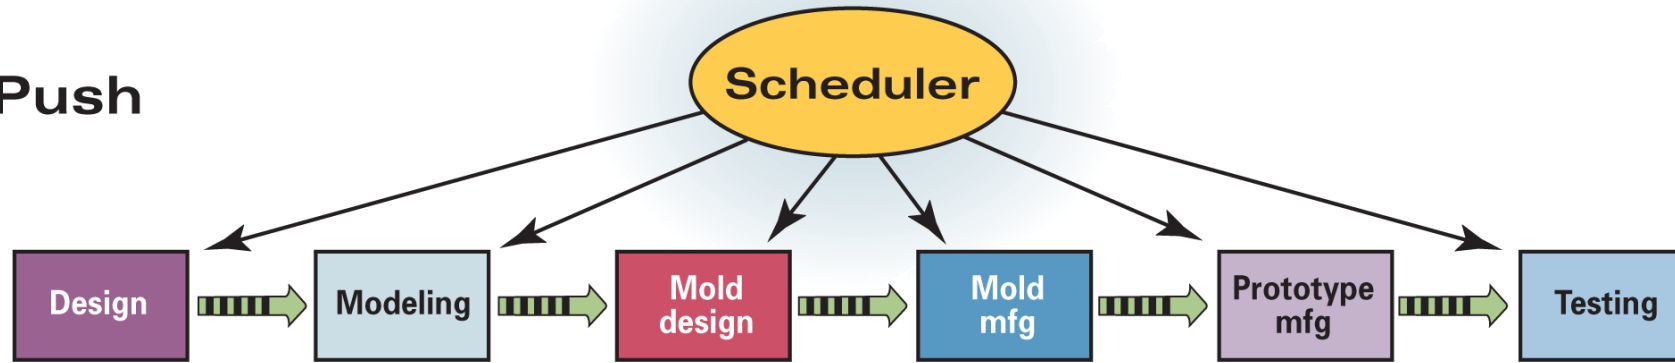 Push
Scheduler
Design
Modeling
Mold
design
Mold
mfg
Prototype
mfg
Testing